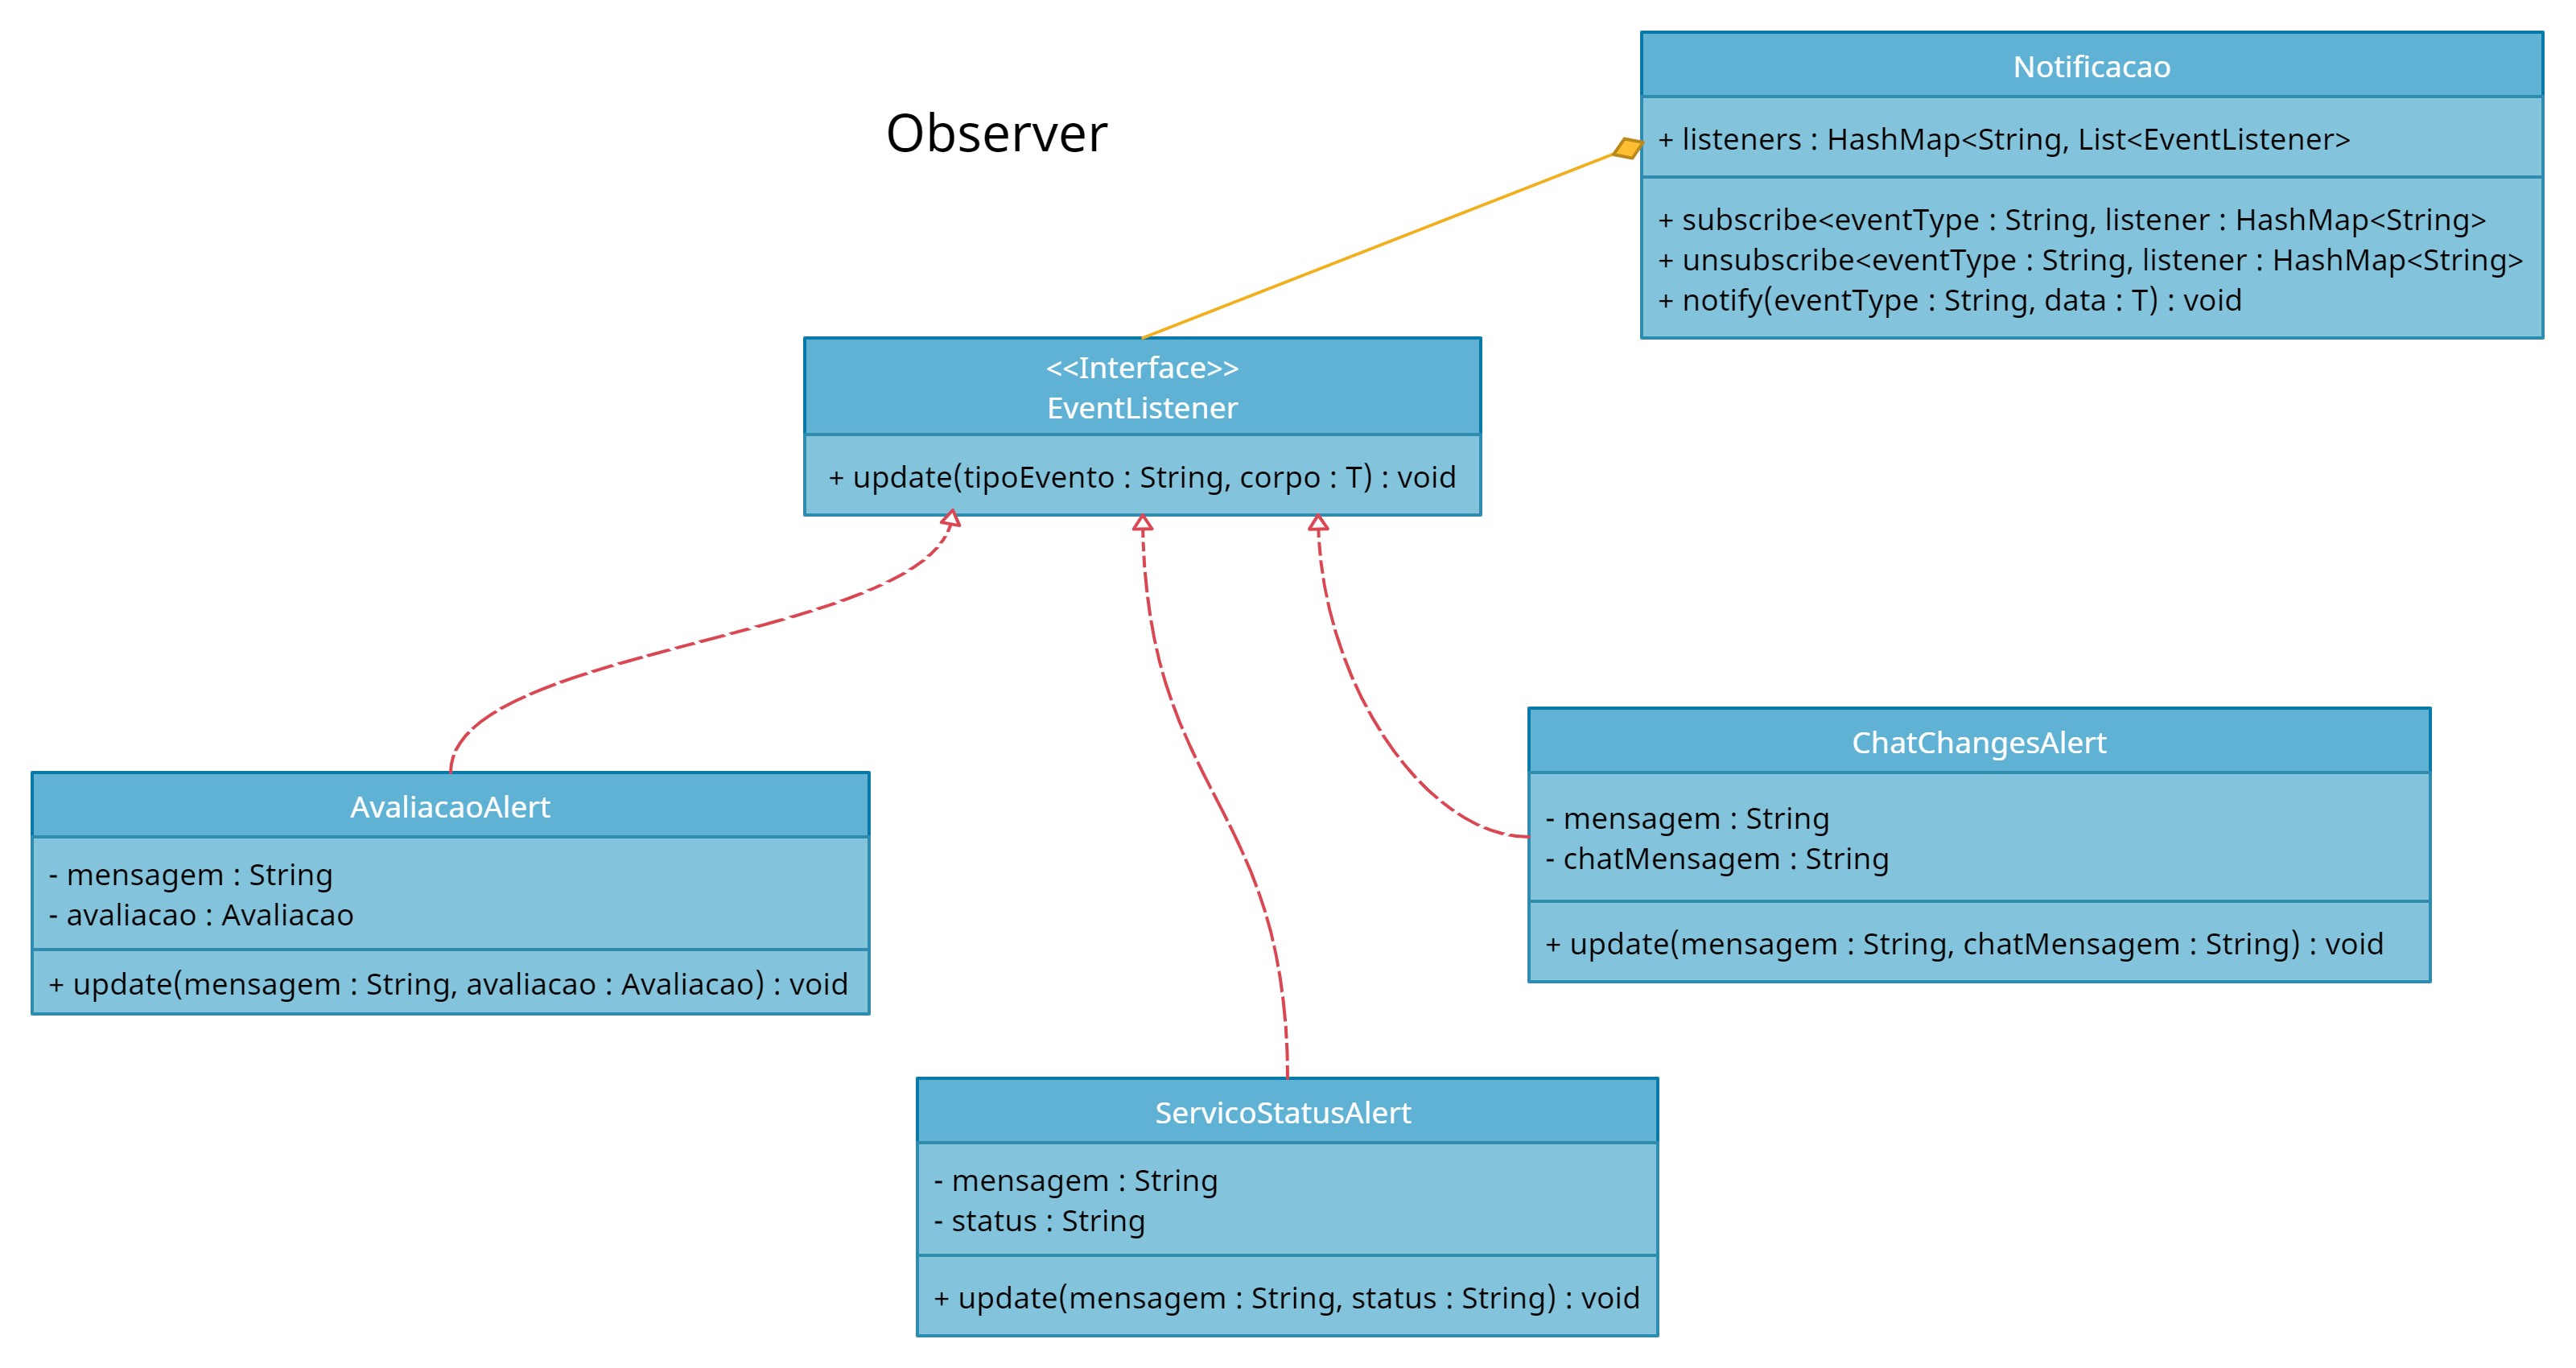 Observer
Notificacao
+ listeners : HashMap<String, List<EventListener>
+ subscribe<eventType : String, listener : HashMap<String>
+ unsubscribe<eventType : String, listener : HashMap<String>
+ notify(eventType : String, data : T) : void
<<Interface>>
EventListener
+ update(tipoEvento : String, corpo : T) : void
AvaliacaoAlert
- mensagem : String
- avaliacao : Avaliacao
+ update(mensagem : String, avaliacao : Avaliacao) : void
ChatChangesAlert
- mensagem : String
- chatMensagem : String
+ update(mensagem : String, chatMensagem : String) : void
ServicoStatusAlert
- mensagem : String
- status : String
+ update(mensagem : String, status : String) : void